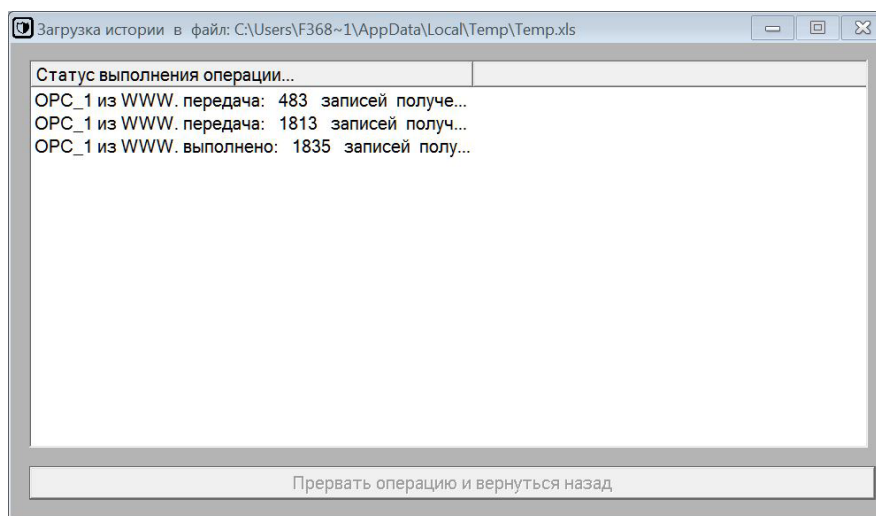 Загрузка истории в файл: C:\Users\F368~1\AppData\Local\Temp\Temp.xls
Статус выполнения операции...
OPC_1 из WWW. передача: 483 записей получе...
OPC_1 из WWW. передача: 1813 записей получ...
OPC_1 из WWW. выполнено: 1835 записей полу...
Прервать операцию и вернуться назад